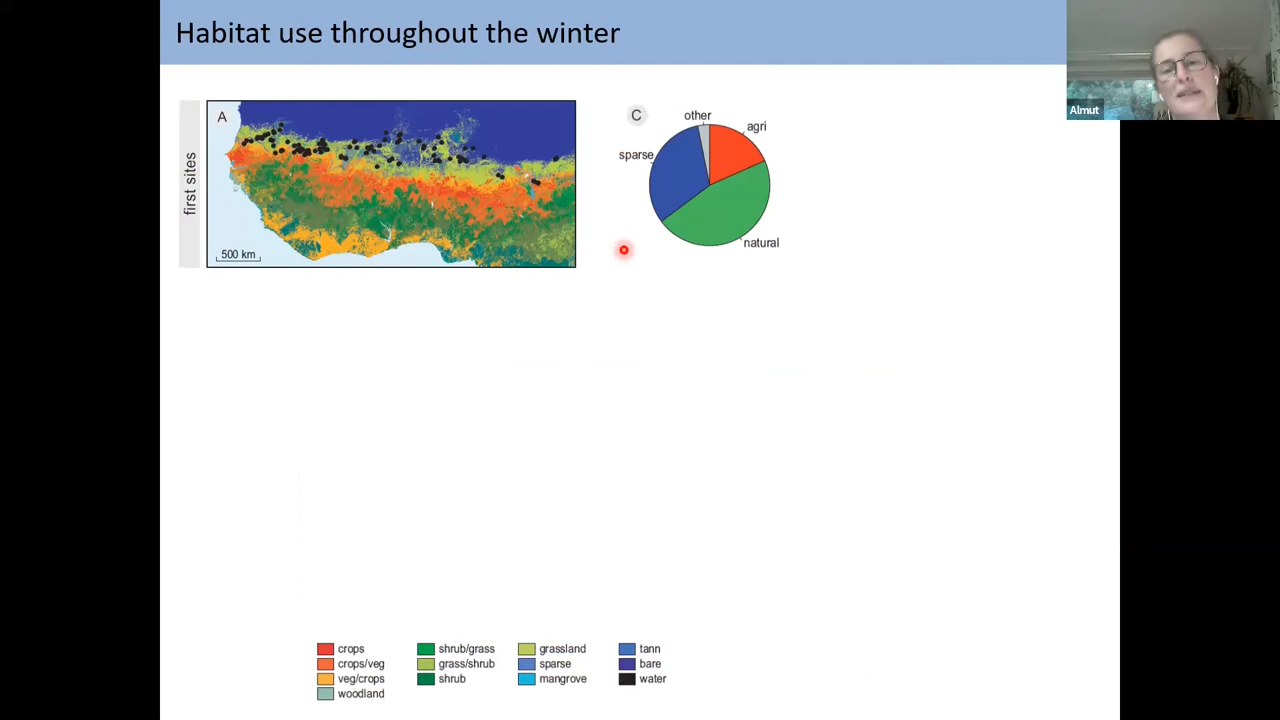 Habitat use throughout the winter
Almut
first sites
A
500 km
C
other
agri
sparse
natural
crops
crops/veg
veg/crops
woodland
shrub/grass
grass/shrub
shrub
grassland
sparse
mangrove
tann
bare
water